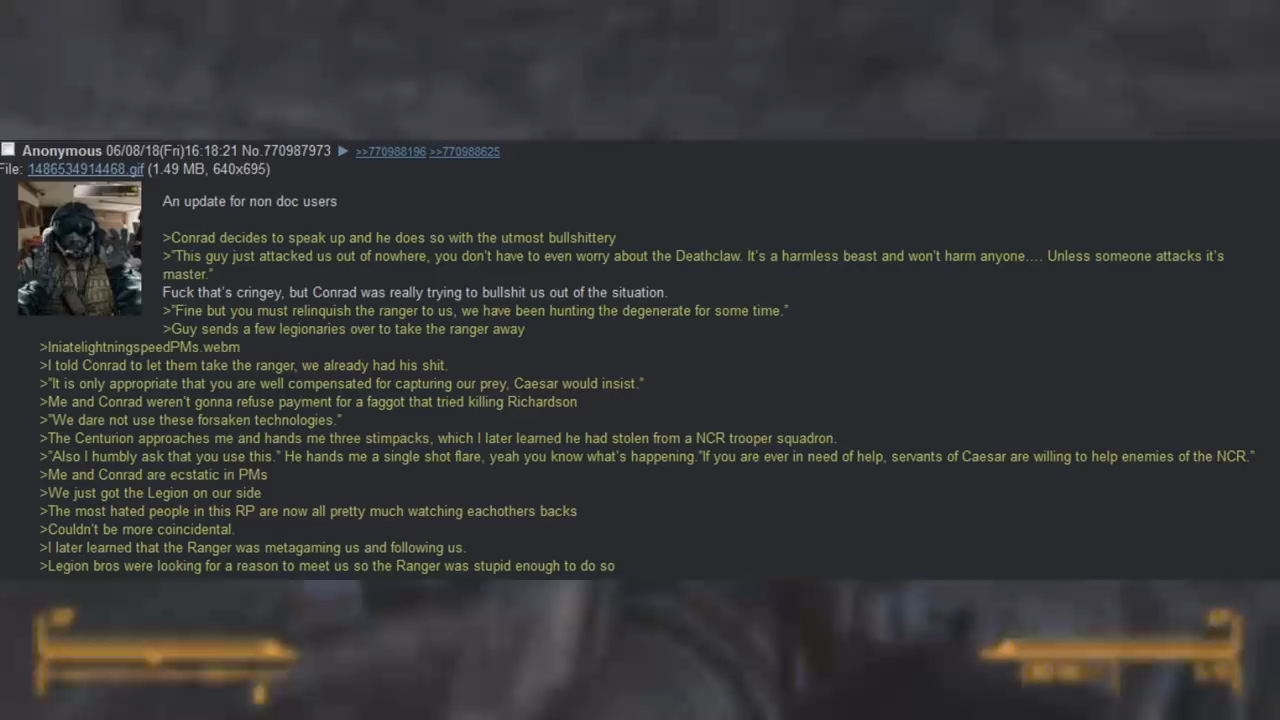 Anonymous 06/08/18(Fri)16:18:21 No.770987973 ▶ >>770988196 >>770988625
File: 1486534914468.gif (1.49 MB, 640x695)
An update for non doc users
>Conrad decides to speak up and he does so with the utmost bullshittery
>"This guy just attacked us out of nowhere, you don't have to even worry about the Deathclaw. It's a harmless beast and won't harm anyone…. Unless someone attacks it's
master."
Fuck that's cringey, but Conrad was really trying to bullshit us out of the situation.
>"Fine but you must relinquish the ranger to us, we have been hunting the degenerate for some time."
>Guy sends a few legionaries over to take the ranger away
>IniatelightningspeedPMs.webm
>I told Conrad to let them take the ranger, we already had his shit.
>"It is only appropriate that you are well compensated for capturing our prey, Caesar would insist."
>Me and Conrad weren't gonna refuse payment for a faggot that tried killing Richardson
>"We dare not use these forsaken technologies."
>The Centurion approaches me and hands me three stimpacks, which I later learned he had stolen from a NCR trooper squadron.
>"Also I humbly ask that you use this." He hands me a single shot flare, yeah you know what's happening."If you are ever in need of help, servants of Caesar are willing to help enemies of the NCR."
>Me and Conrad are ecstatic in PMs
>We just got the Legion on our side
>The most hated people in this RP are now all pretty much watching eachothers backs
>Couldn't be more coincidental.
>I later learned that the Ranger was metagaming us and following us.
>Legion bros were looking for a reason to meet us so the Ranger was stupid enough to do so